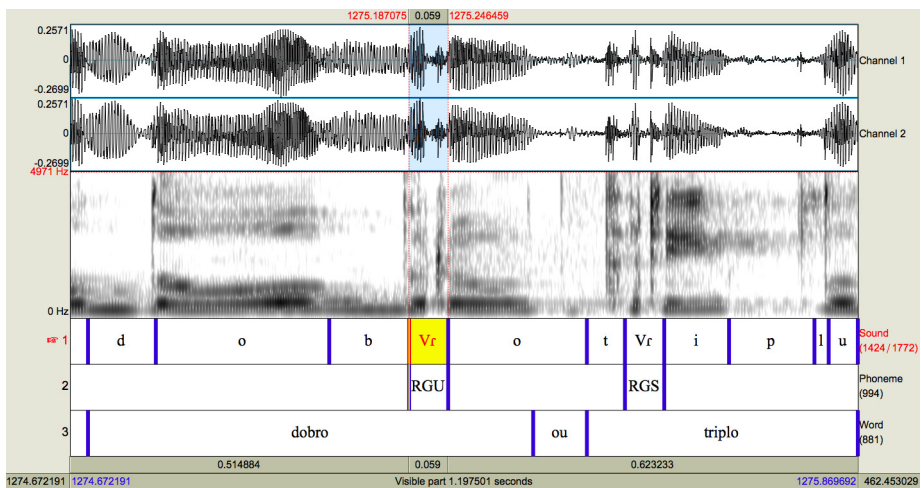 1275.187075 0.059 1275.246459
0.2571
0
-0.2699
Channel 1
0.2571
0
-0.2699
Channel 2
4971 Hz
0 Hz
☞ 1 d o b Vɾ o t Vɾ i p l u Sound
(1424 / 1772)
2 RGU RGS Phoneme
(994)
3 dobro ou triplo Word
(881)
0.514884 0.059 0.623233
1274.672191 1274.672191 Visible part 1.197501 seconds 1275.869692 462.453029